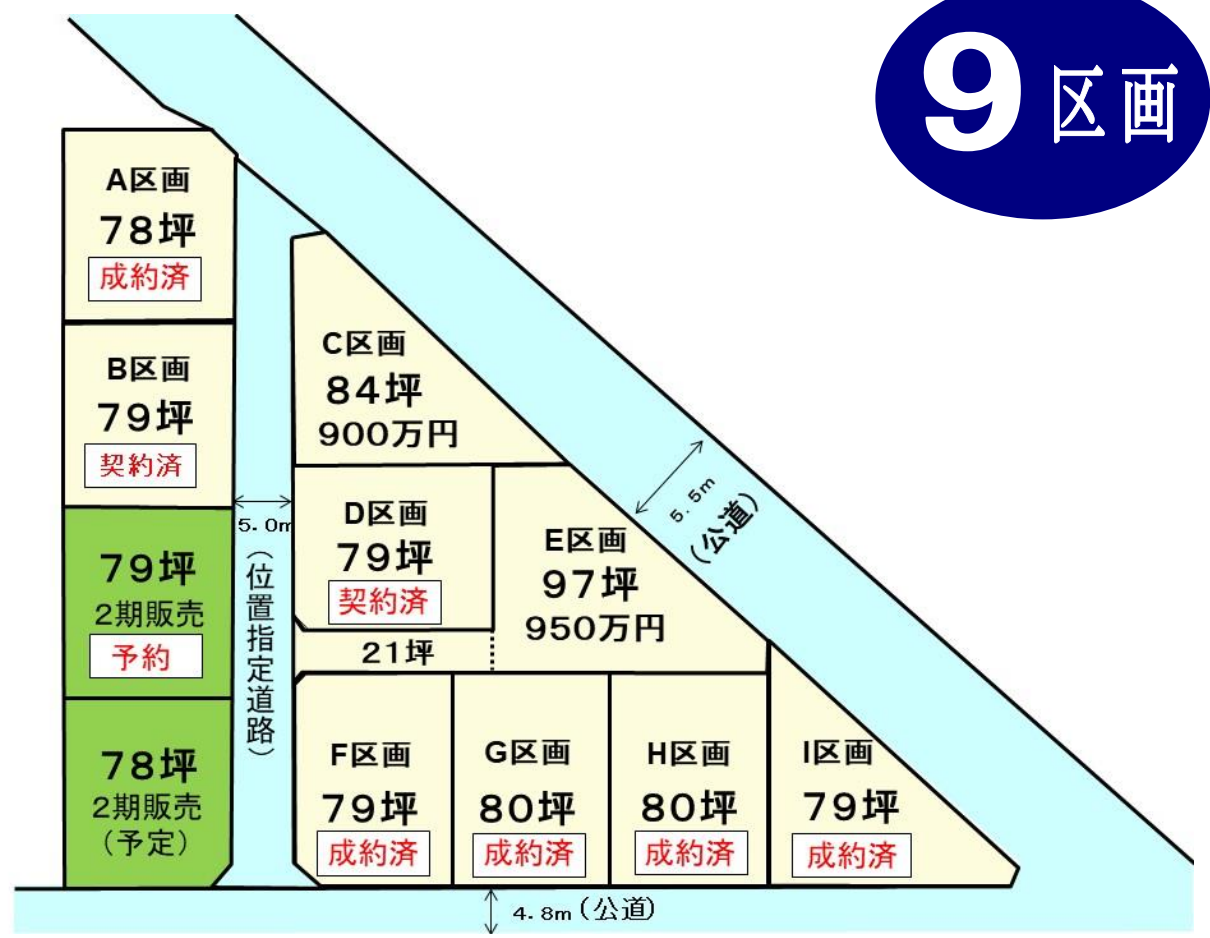 9区画
A区画
78坪
成約済
B区画
79坪
契約済
79坪
2期販売
予約
78坪
2期販売
(予定)
5.0m
(位置指定道路)
C区画
84坪
900万円
D区画
79坪
契約済
21坪
E区画
97坪
950万円
5.5m
(公道)
F区画
79坪
成約済
G区画
80坪
成約済
H区画
80坪
成約済
I区画
79坪
成約済
4.8m(公道)